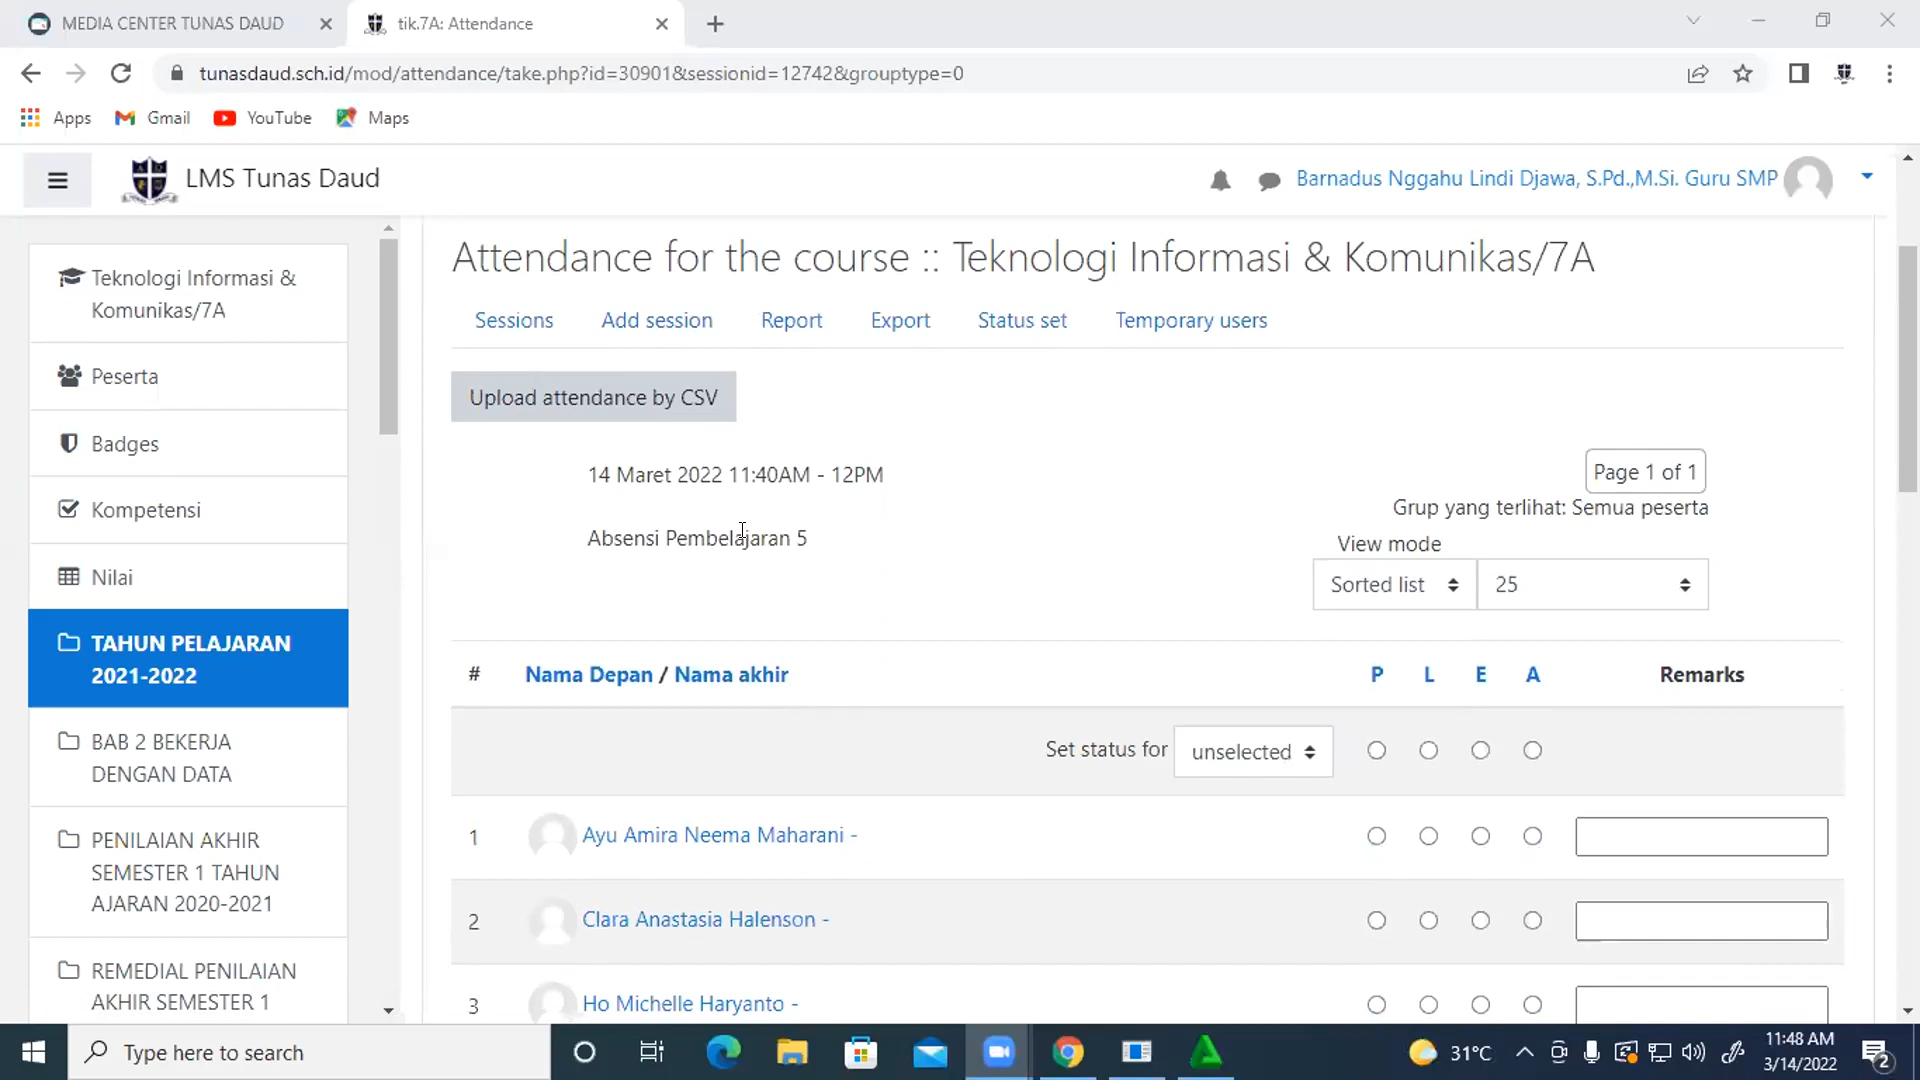 MEDIA CENTER TUNAS DAUD
tik.7A: Attendance
tunasdaud.sch.id/mod/attendance/take.php?id=30901&sessionid=12742&grouptype=0
Apps
Gmail
YouTube
Maps
LMS Tunas Daud
Barnadus Nggahu Lindi Djawa, S.Pd.,M.Si. Guru SMP
Teknologi Informasi &
Komunikas/7A
Peserta
Badges
Kompetensi
Nilai
TAHUN PELAJARAN
2021-2022
BAB 2 BEKERJA
DENGAN DATA
PENILAIAN AKHIR
SEMESTER 1 TAHUN
AJARAN 2020-2021
REMEDIAL PENILAIAN
AKHIR SEMESTER 1
Attendance for the course :: Teknologi Informasi & Komunikas/7A
Sessions
Add session
Report
Export
Status set
Temporary users
Upload attendance by CSV
14 Maret 2022 11:40AM - 12PM
Absensi Pembelajaran 5
Page 1 of 1
Grup yang terlihat: Semua peserta
View mode
Sorted list
25
# Nama Depan / Nama akhir P L E A Remarks
Set status for unselected
1 Ayu Amira Neema Maharani -
2 Clara Anastasia Halenson -
3 Ho Michelle Haryanto -
Type here to search
31°C
11:48 AM
3/14/2022
2